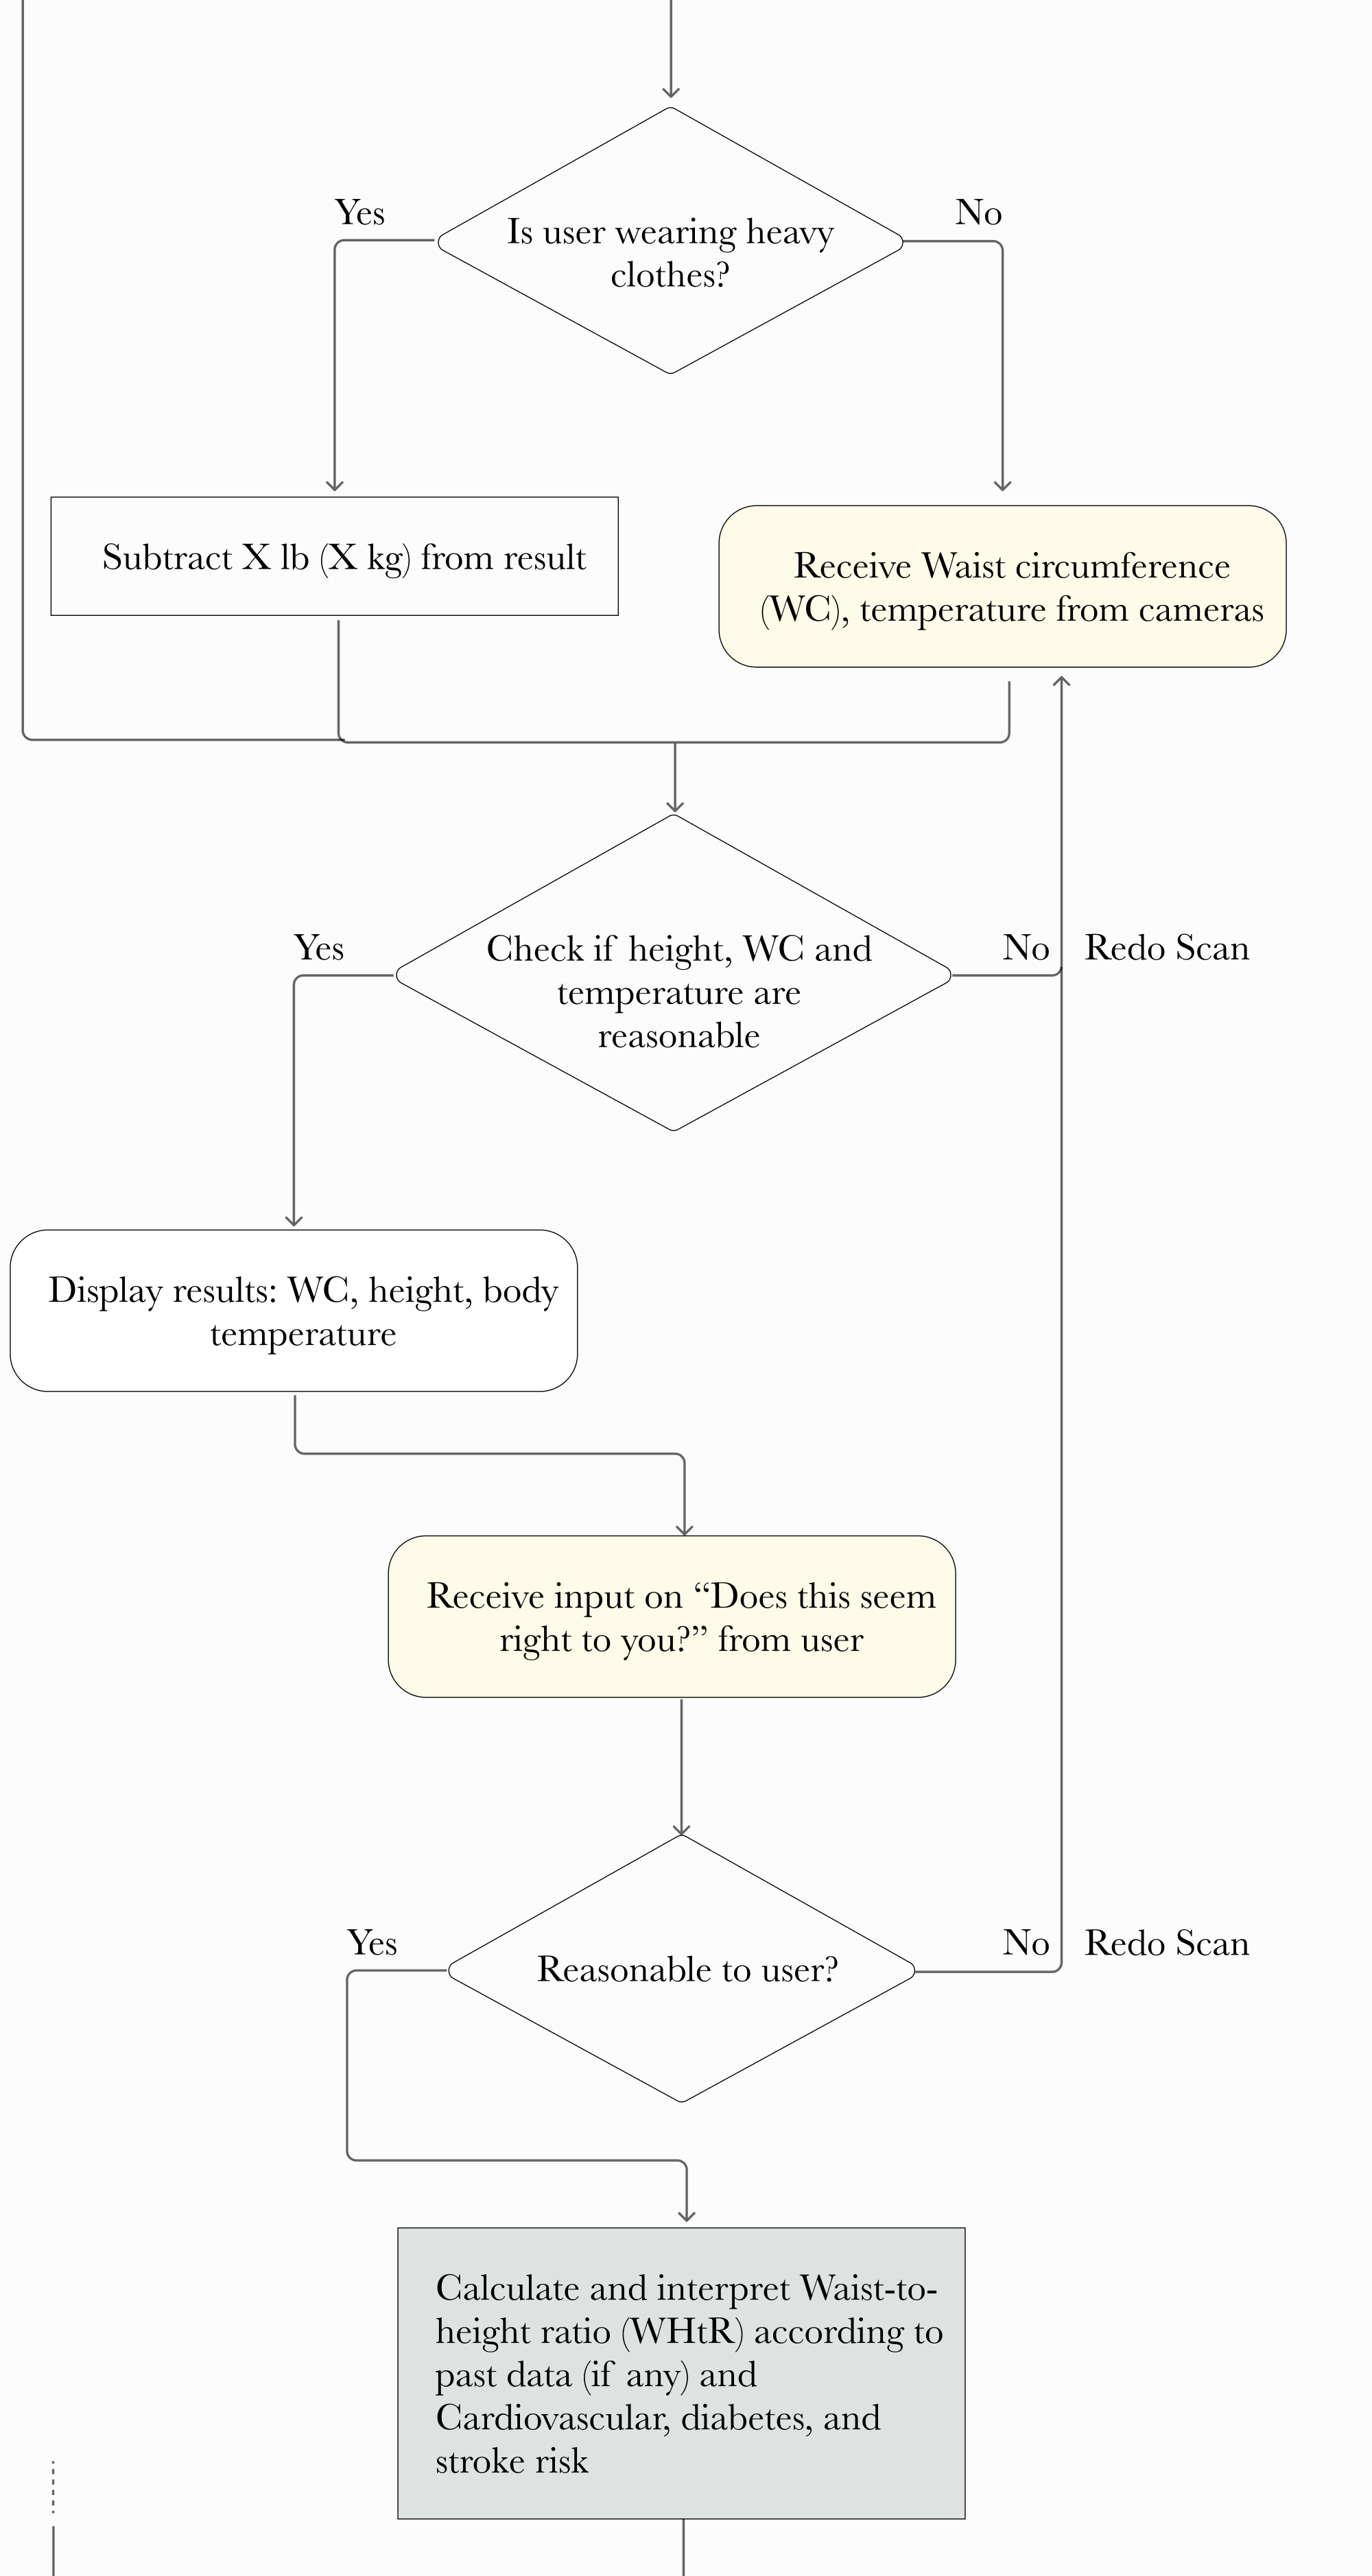 Yes
No
Is user wearing heavy
clothes?
Subtract X lb (X kg) from result
Receive Waist circumference
(WC), temperature from cameras
Yes
No
Redo Scan
Check if height, WC and
temperature are
reasonable
Display results: WC, height, body
temperature
Receive input on “Does this seem
right to you?” from user
Yes
No
Redo Scan
Reasonable to user?
Calculate and interpret Waist-to-
height ratio (WHtR) according to
past data (if any) and
Cardiovascular, diabetes, and
stroke risk